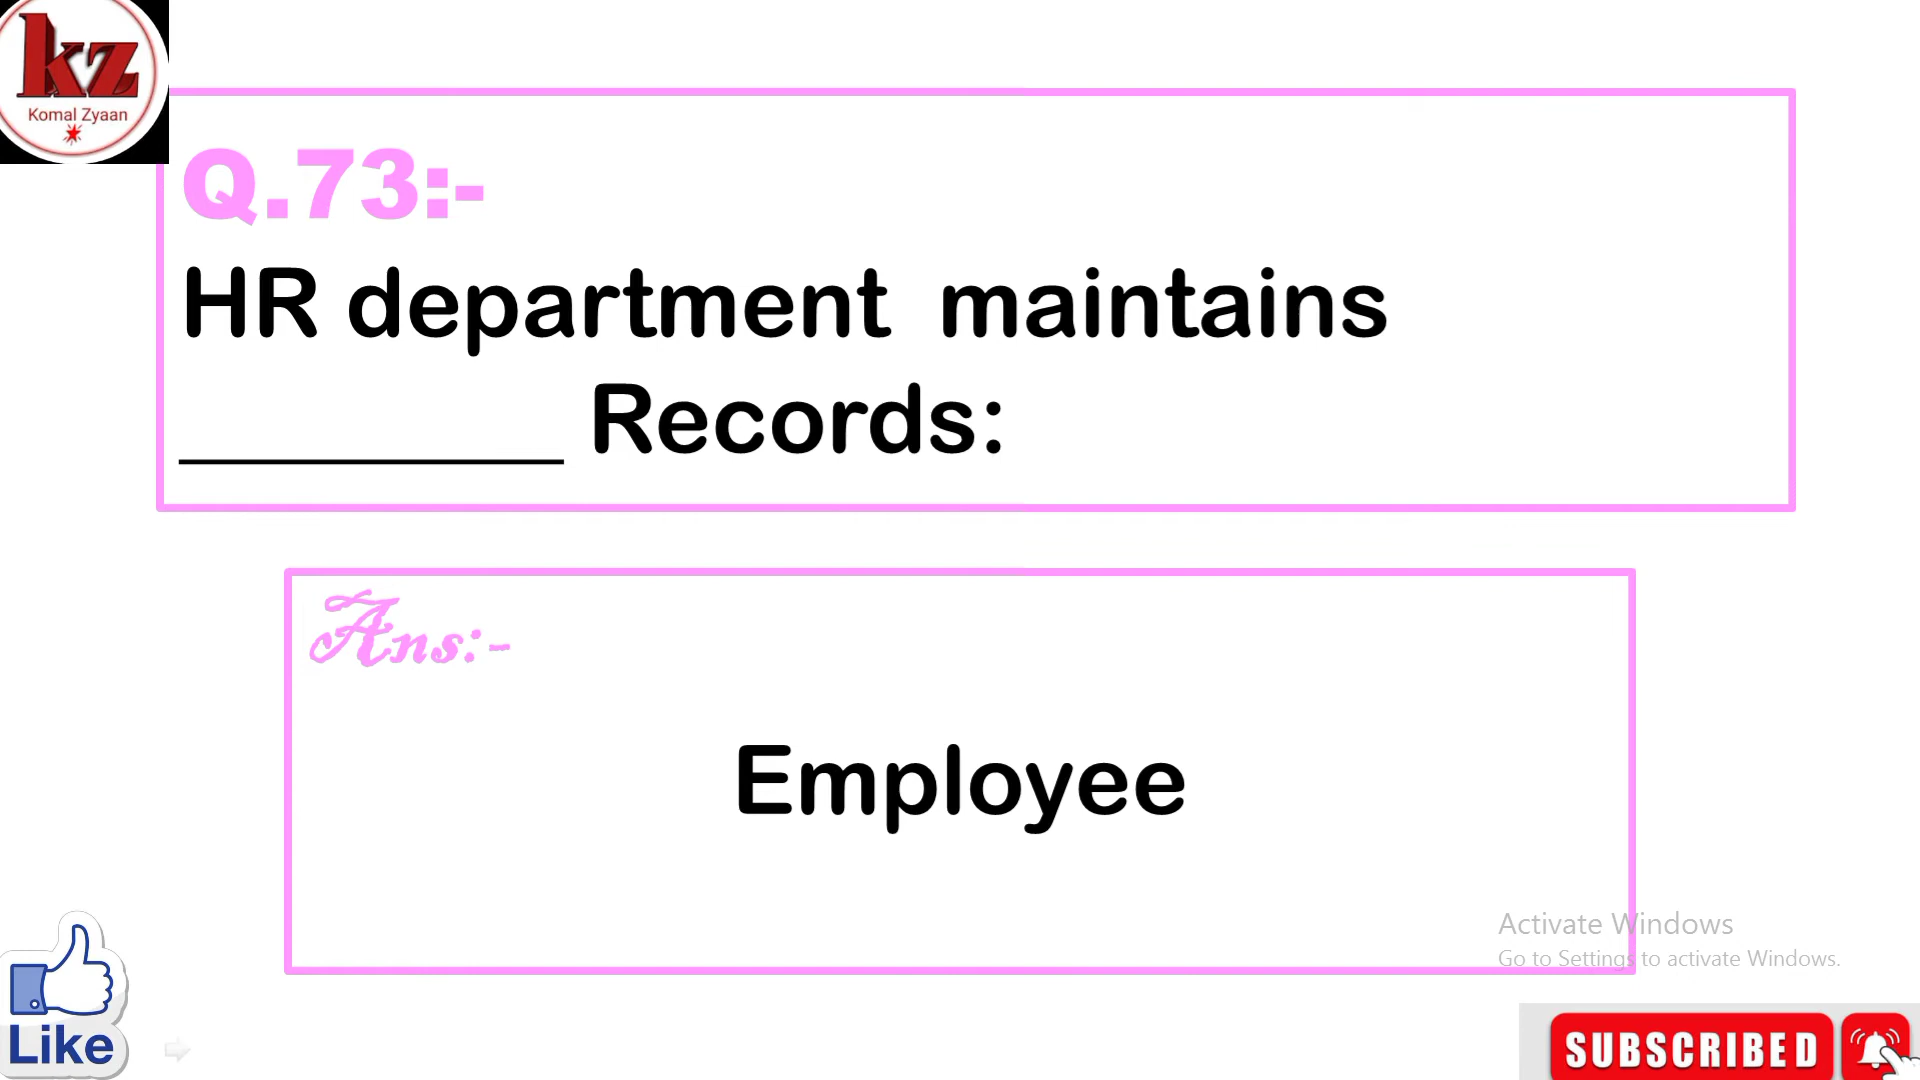 kz
Komal Zyaan
Q.73:-
HR department maintains
__________ Records:
Ans:-
Employee
Activate Windows
Go to Settings to activate Windows.
Like
SUBSCRIBED